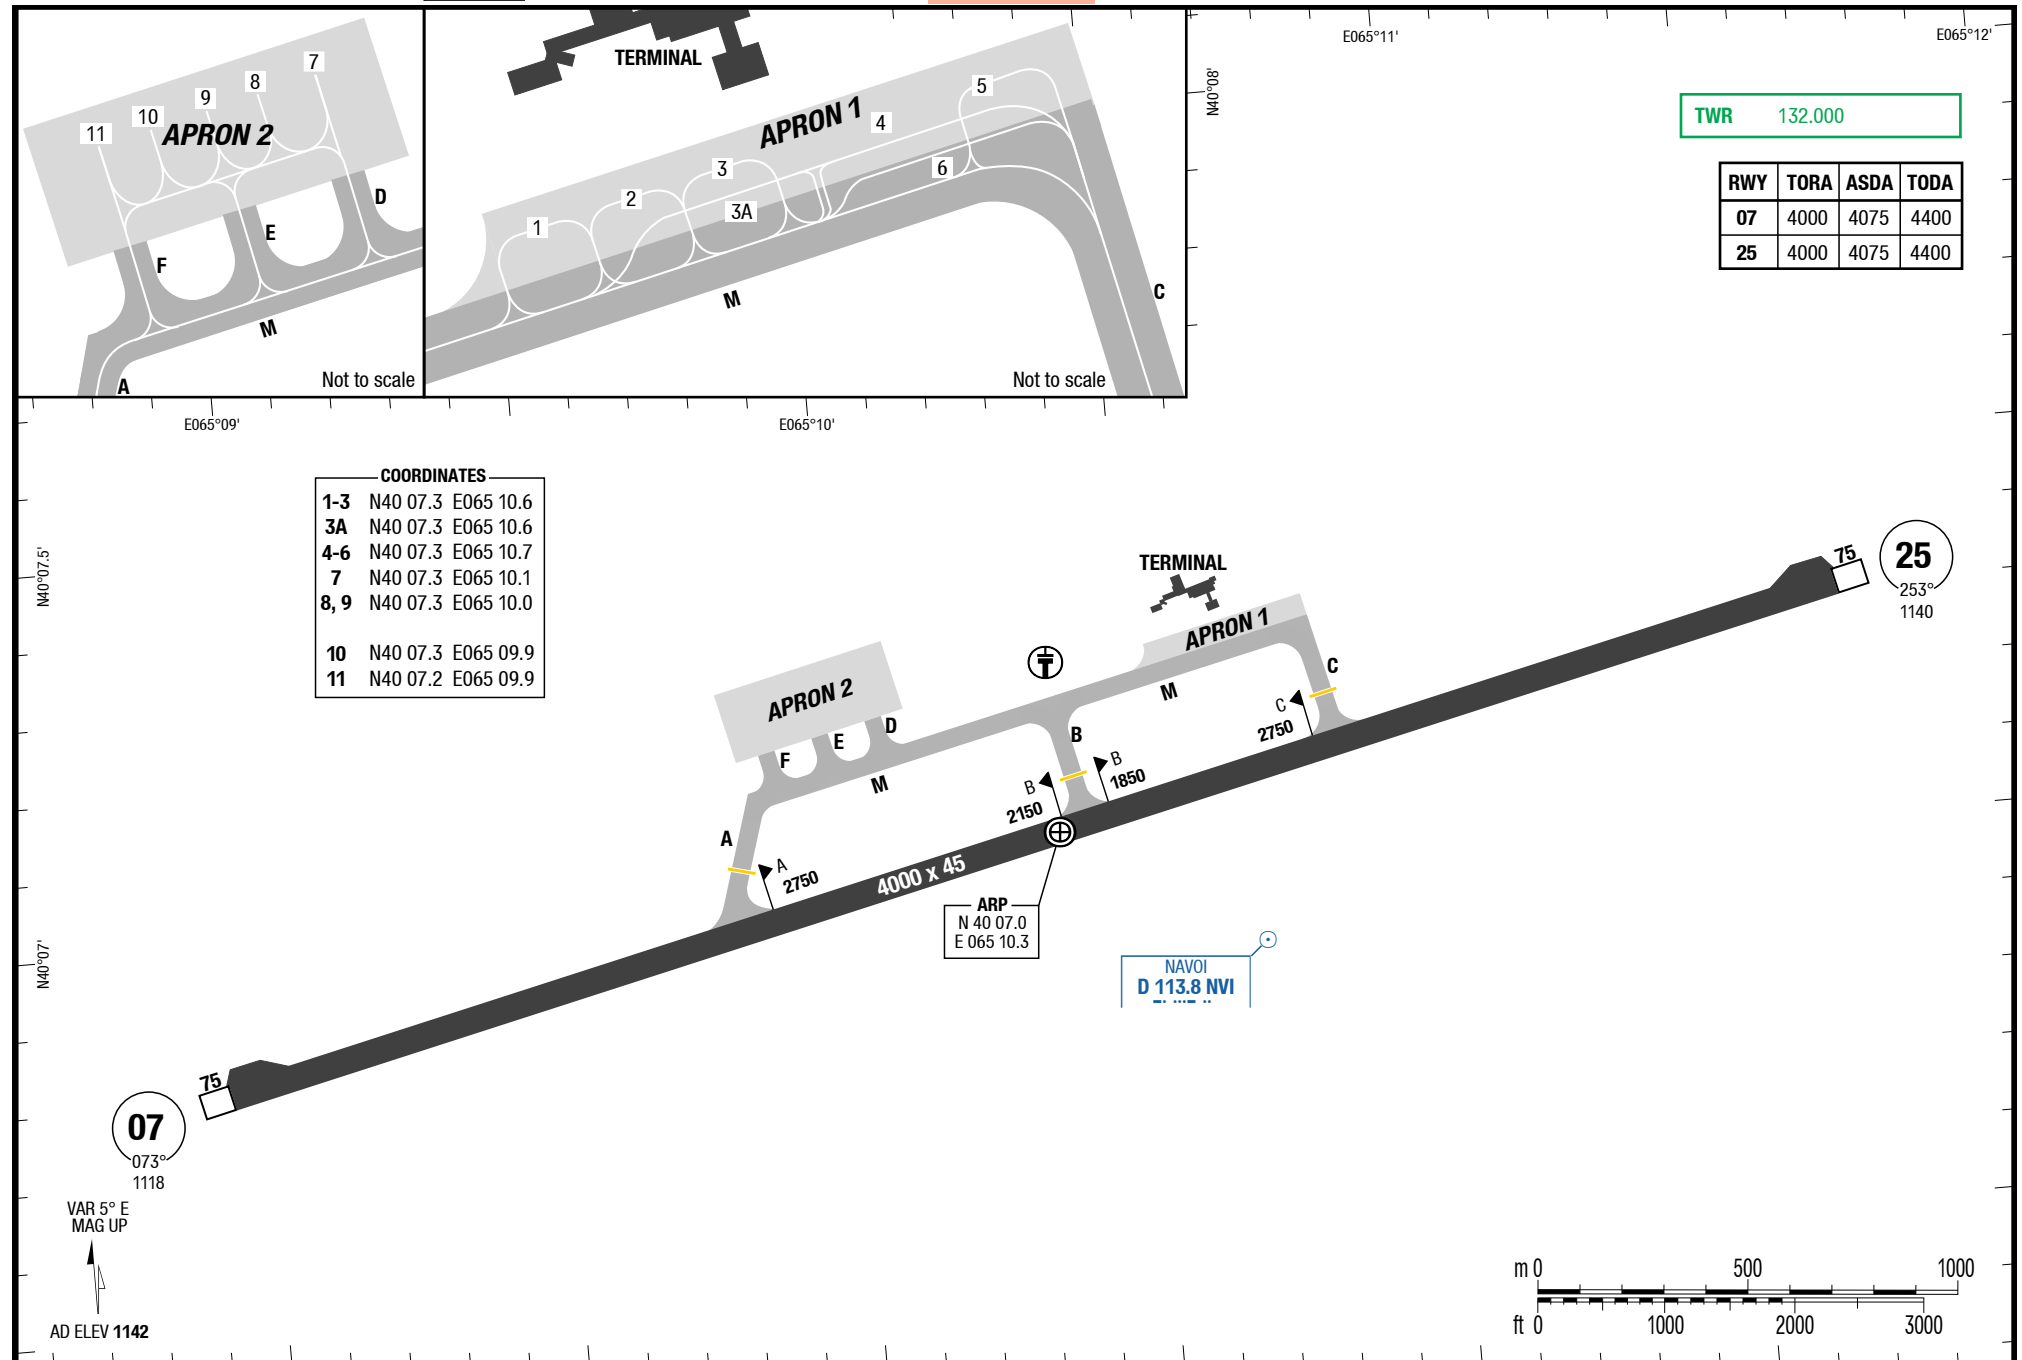 7
8
9
10
11
APRON 2
D
E
F
M
A
Not to scale
TERMINAL
APRON 1
5
4
3
6
2
3A
1
M
C
Not to scale
E065°11'
E065°12'
N40°08'
TWR 132.000
RWY TORA ASDA TODA
07 4000 4075 4400
25 4000 4075 4400
E065°09'
E065°10'
COORDINATES
1-3 N40 07.3 E065 10.6
3A N40 07.3 E065 10.6
4-6 N40 07.3 E065 10.7
7 N40 07.3 E065 10.1
8, 9 N40 07.3 E065 10.0
10 N40 07.3 E065 09.9
11 N40 07.2 E065 09.9
N40°07.5'
75
25
253°
1140
TERMINAL
APRON 1
C
M
C
2750
T
APRON 2
D
E
F
M
B
B
1850
B
2150
A
A
2750
4000 x 45
ARP
N 40 07.0
E 065 10.3
N40°07'
NAVOI
D 113.8 NVI
75
07
073°
1118
VAR 5° E
MAG UP
AD ELEV 1142
m 0 500 1000
ft 0 1000 2000 3000